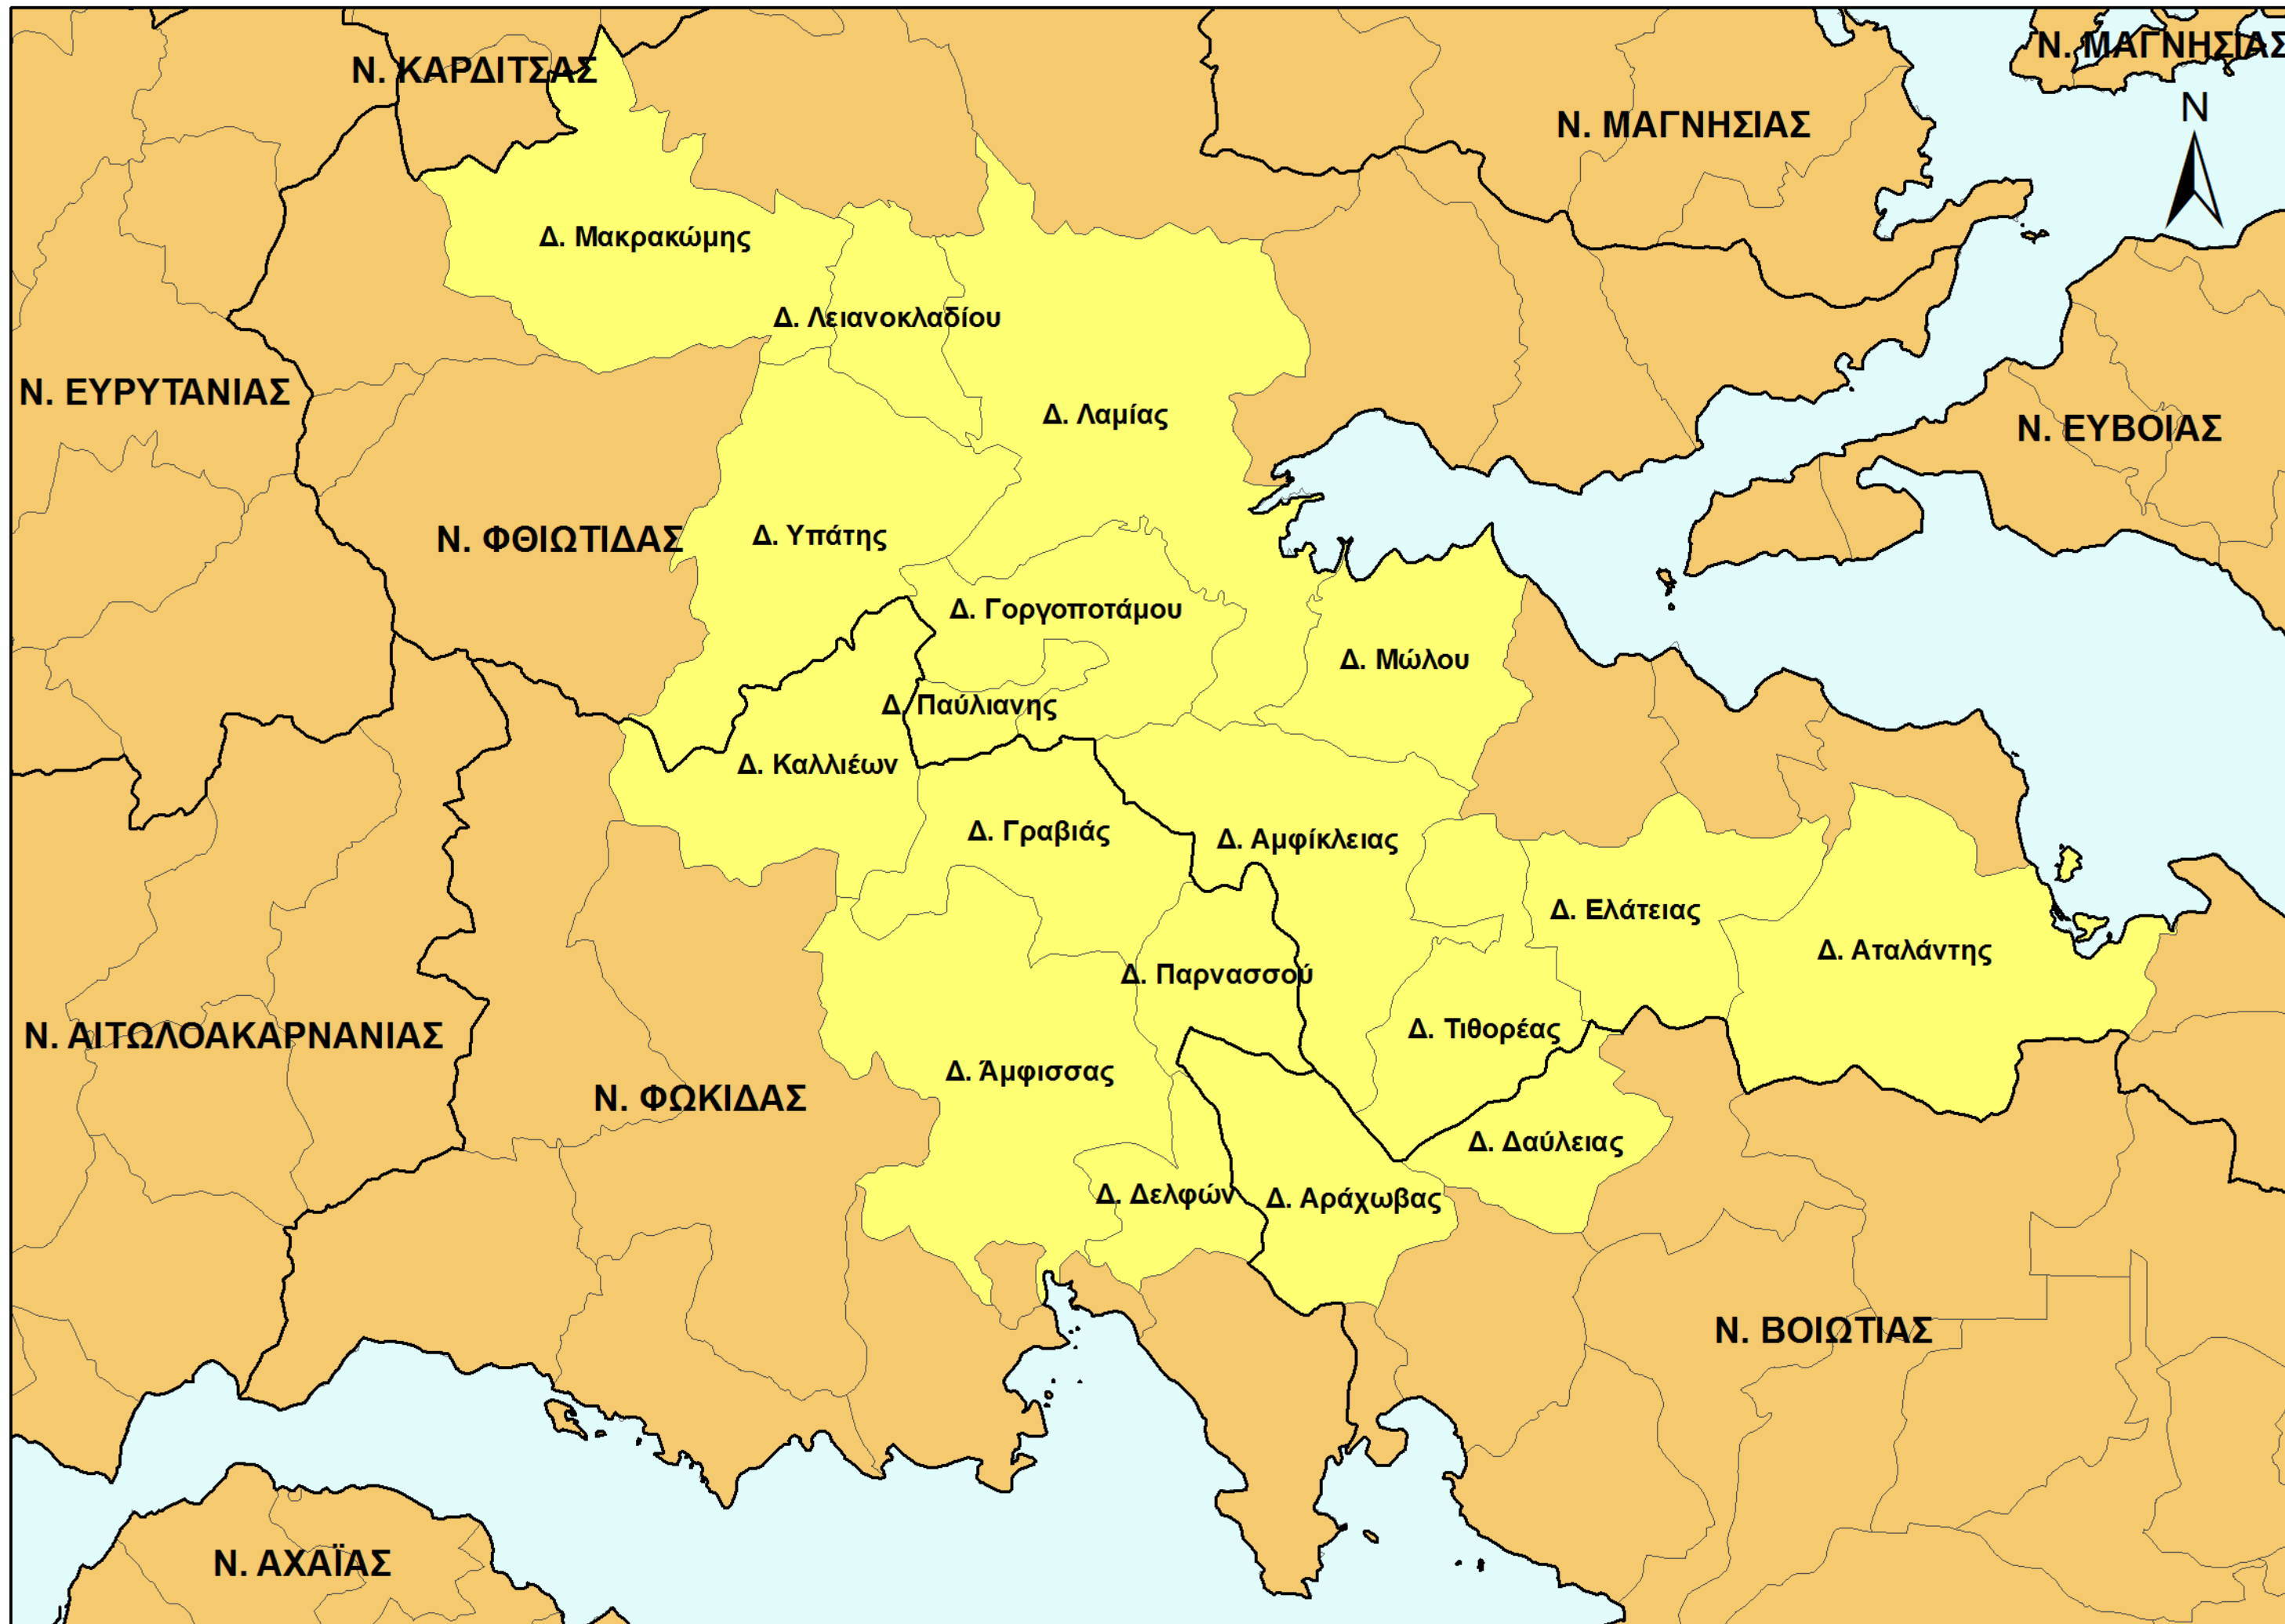 Ν. ΚΑΡΔΙΤΣΑΣ
Ν. ΜΑΓΝΗΣΙΑΣ
N
Ν. ΜΑΓΝΗΣΙΑΣ
Δ. Μακρακώμης
Δ. Λειανοκλαδίου
Ν. ΕΥΡΥΤΑΝΙΑΣ
Δ. Λαμίας
Ν. ΕΥΒΟΙΑΣ
Ν. ΦΘΙΩΤΙΔΑΣ
Δ. Υπάτης
Δ. Γοργοποτάμου
Δ. Μώλου
Δ. Παύλιανης
Δ. Καλλιέων
Δ. Γραβιάς
Δ. Αμφίκλειας
Δ. Ελάτειας
Δ. Αταλάντης
Δ. Παρνασσού
Ν. ΑΙΤΩΛΟΑΚΑΡΝΑΝΙΑΣ
Δ. Τιθορέας
Δ. Άμφισσας
Ν. ΦΩΚΙΔΑΣ
Δ. Δαύλειας
Δ. Δελφών
Δ. Αράχωβας
Ν. ΒΟΙΩΤΙΑΣ
Ν. ΑΧΑΪΑΣ